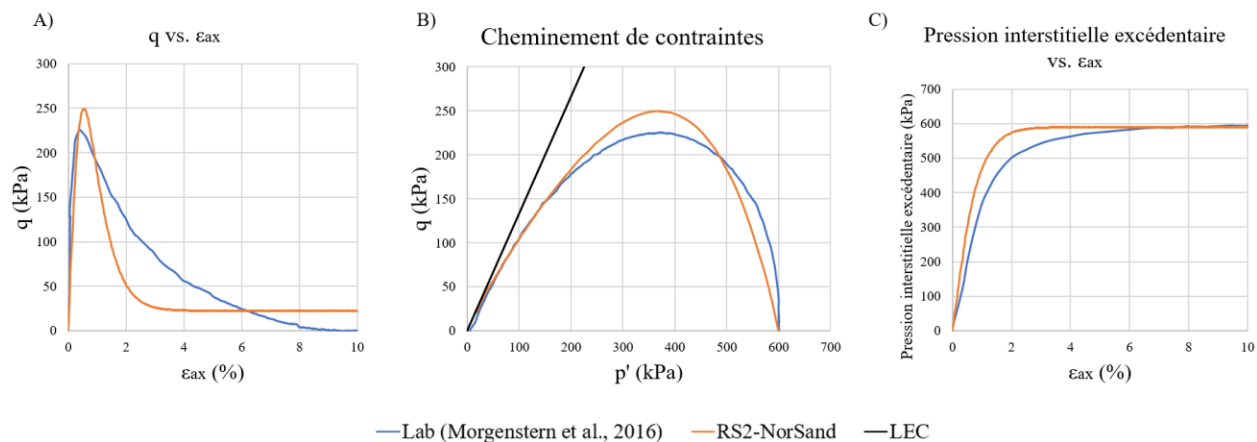 A)
q vs. εax
300
250
200
150
100
50
0
q (kPa)
0 2 4 6 8 10
εax (%)
B)
Cheminement de contraintes
300
250
200
150
100
50
0
q (kPa)
0 100 200 300 400 500 600 700
p' (kPa)
C)
Pression interstitielle excédentaire
vs. εax
700
600
500
400
300
200
100
0
Pression interstitielle excédentaire (kPa)
0 2 4 6 8 10
εax (%)
Lab (Morgenstern et al., 2016) RS2-NorSand LEC